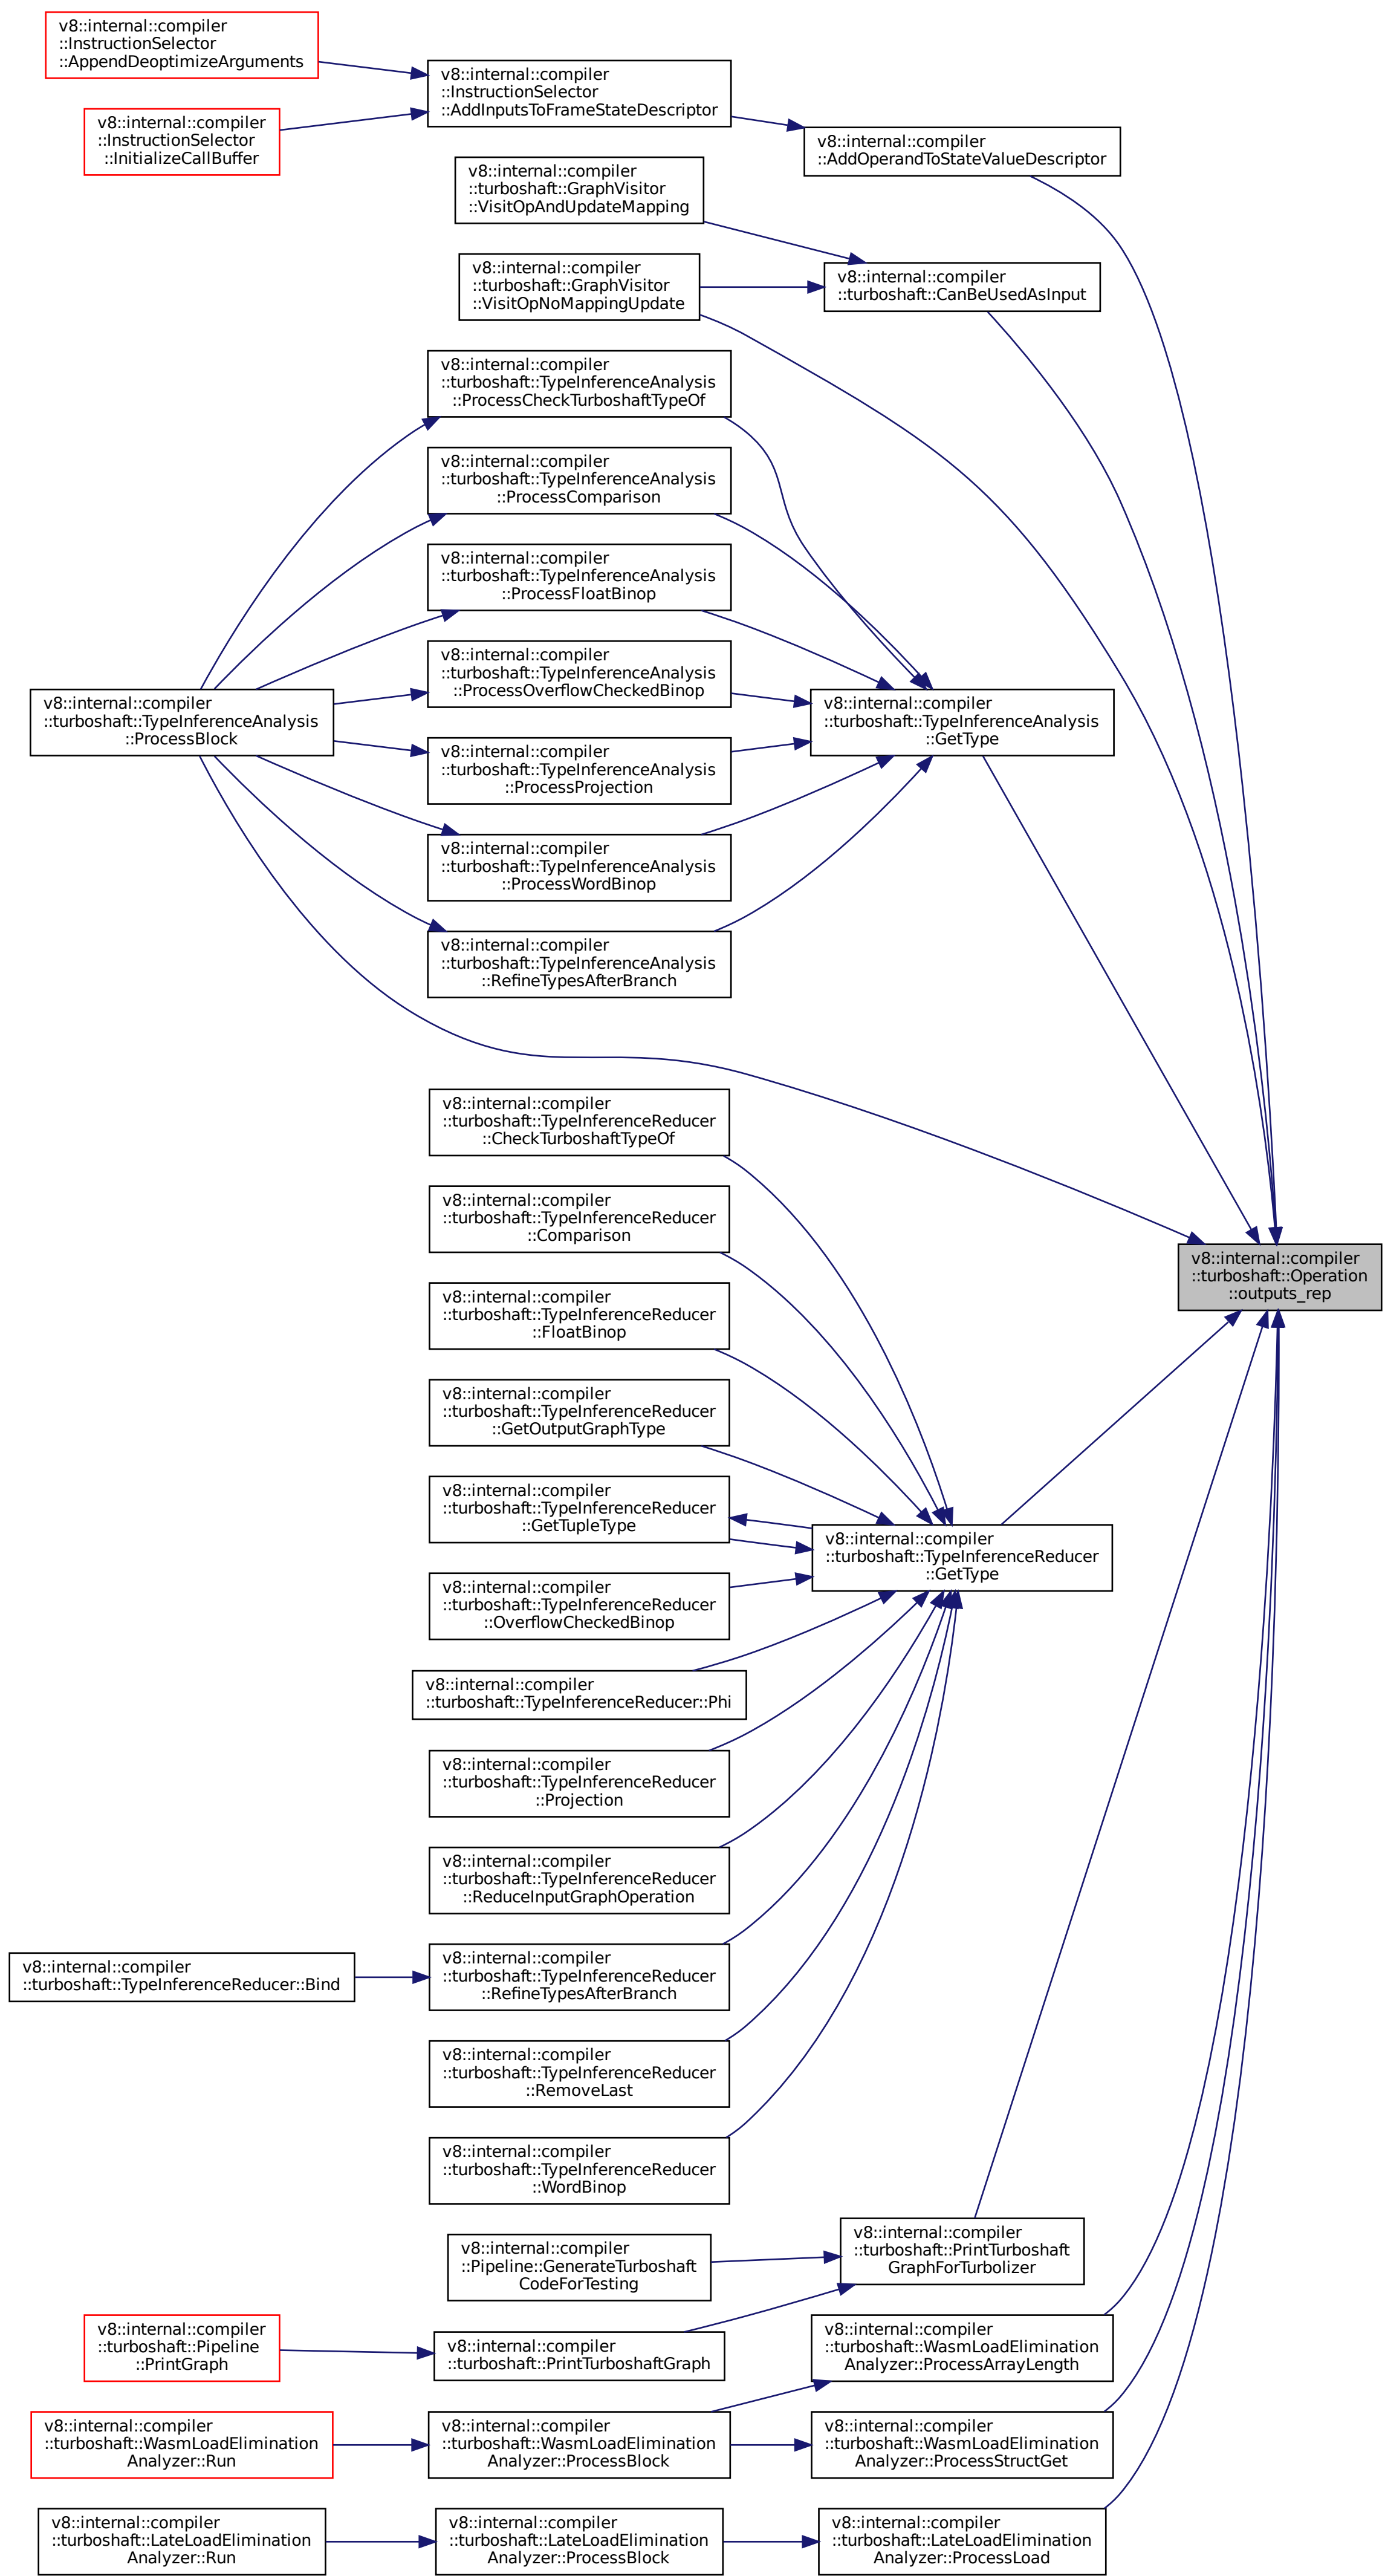 v8::internal::compiler
::InstructionSelector
::AppendDeoptimizeArguments
v8::internal::compiler
::InstructionSelector
::AddInputsToFrameStateDescriptor
v8::internal::compiler
::InstructionSelector
::InitializeCallBuffer
v8::internal::compiler
::AddOperandToStateValueDescriptor
v8::internal::compiler
::turboshaft::GraphVisitor
::VisitOpAndUpdateMapping
v8::internal::compiler
::turboshaft::GraphVisitor
::VisitOpNoMappingUpdate
v8::internal::compiler
::turboshaft::CanBeUsedAsInput
v8::internal::compiler
::turboshaft::TypeInferenceAnalysis
::ProcessCheckTurboshaftTypeOf
v8::internal::compiler
::turboshaft::TypeInferenceAnalysis
::ProcessComparison
v8::internal::compiler
::turboshaft::TypeInferenceAnalysis
::ProcessFloatBinop
v8::internal::compiler
::turboshaft::TypeInferenceAnalysis
::ProcessOverflowCheckedBinop
v8::internal::compiler
::turboshaft::TypeInferenceAnalysis
::ProcessBlock
v8::internal::compiler
::turboshaft::TypeInferenceAnalysis
::GetType
v8::internal::compiler
::turboshaft::TypeInferenceAnalysis
::ProcessProjection
v8::internal::compiler
::turboshaft::TypeInferenceAnalysis
::ProcessWordBinop
v8::internal::compiler
::turboshaft::TypeInferenceAnalysis
::RefineTypesAfterBranch
v8::internal::compiler
::turboshaft::TypeInferenceReducer
::CheckTurboshaftTypeOf
v8::internal::compiler
::turboshaft::TypeInferenceReducer
::Comparison
v8::internal::compiler
::turboshaft::Operation
::outputs_rep
v8::internal::compiler
::turboshaft::TypeInferenceReducer
::FloatBinop
v8::internal::compiler
::turboshaft::TypeInferenceReducer
::GetOutputGraphType
v8::internal::compiler
::turboshaft::TypeInferenceReducer
::GetTupleType
v8::internal::compiler
::turboshaft::TypeInferenceReducer
::GetType
v8::internal::compiler
::turboshaft::TypeInferenceReducer
::OverflowCheckedBinop
v8::internal::compiler
::turboshaft::TypeInferenceReducer::Phi
v8::internal::compiler
::turboshaft::TypeInferenceReducer
::Projection
v8::internal::compiler
::turboshaft::TypeInferenceReducer
::ReduceInputGraphOperation
v8::internal::compiler
::turboshaft::TypeInferenceReducer::Bind
v8::internal::compiler
::turboshaft::TypeInferenceReducer
::RefineTypesAfterBranch
v8::internal::compiler
::turboshaft::TypeInferenceReducer
::RemoveLast
v8::internal::compiler
::turboshaft::TypeInferenceReducer
::WordBinop
v8::internal::compiler
::turboshaft::PrintTurboshaft
GraphForTurbolizer
v8::internal::compiler
::Pipeline::GenerateTurboshaft
CodeForTesting
v8::internal::compiler
::turboshaft::Pipeline
::PrintGraph
v8::internal::compiler
::turboshaft::PrintTurboshaftGraph
v8::internal::compiler
::turboshaft::WasmLoadElimination
Analyzer::ProcessArrayLength
v8::internal::compiler
::turboshaft::WasmLoadElimination
Analyzer::Run
v8::internal::compiler
::turboshaft::WasmLoadElimination
Analyzer::ProcessBlock
v8::internal::compiler
::turboshaft::WasmLoadElimination
Analyzer::ProcessStructGet
v8::internal::compiler
::turboshaft::LateLoadElimination
Analyzer::Run
v8::internal::compiler
::turboshaft::LateLoadElimination
Analyzer::ProcessBlock
v8::internal::compiler
::turboshaft::LateLoadElimination
Analyzer::ProcessLoad